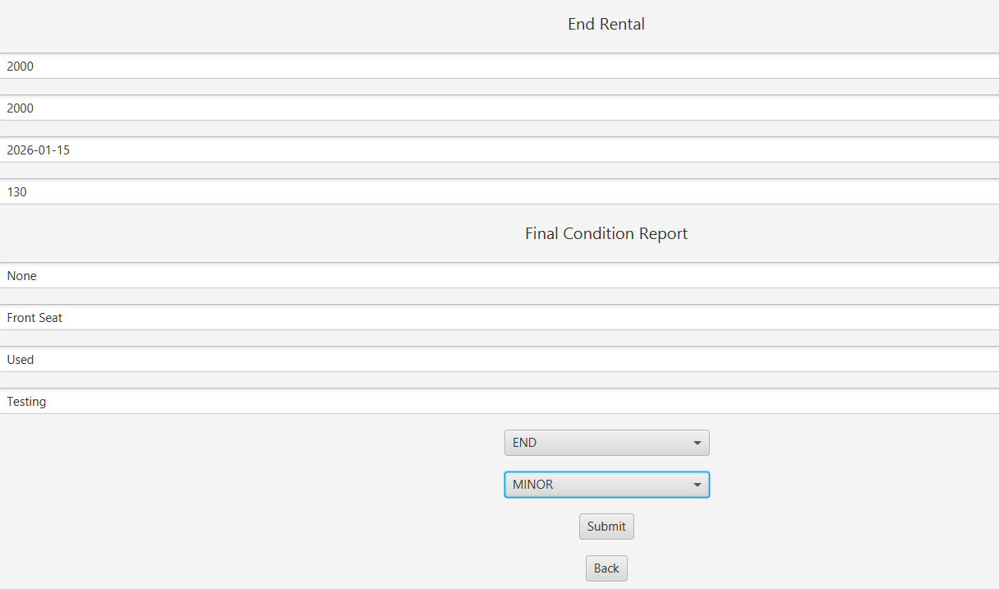 End Rental
2000
2000
2026-01-15
130
Final Condition Report
None
Front Seat
Used
Testing
END
MINOR
Submit
Back